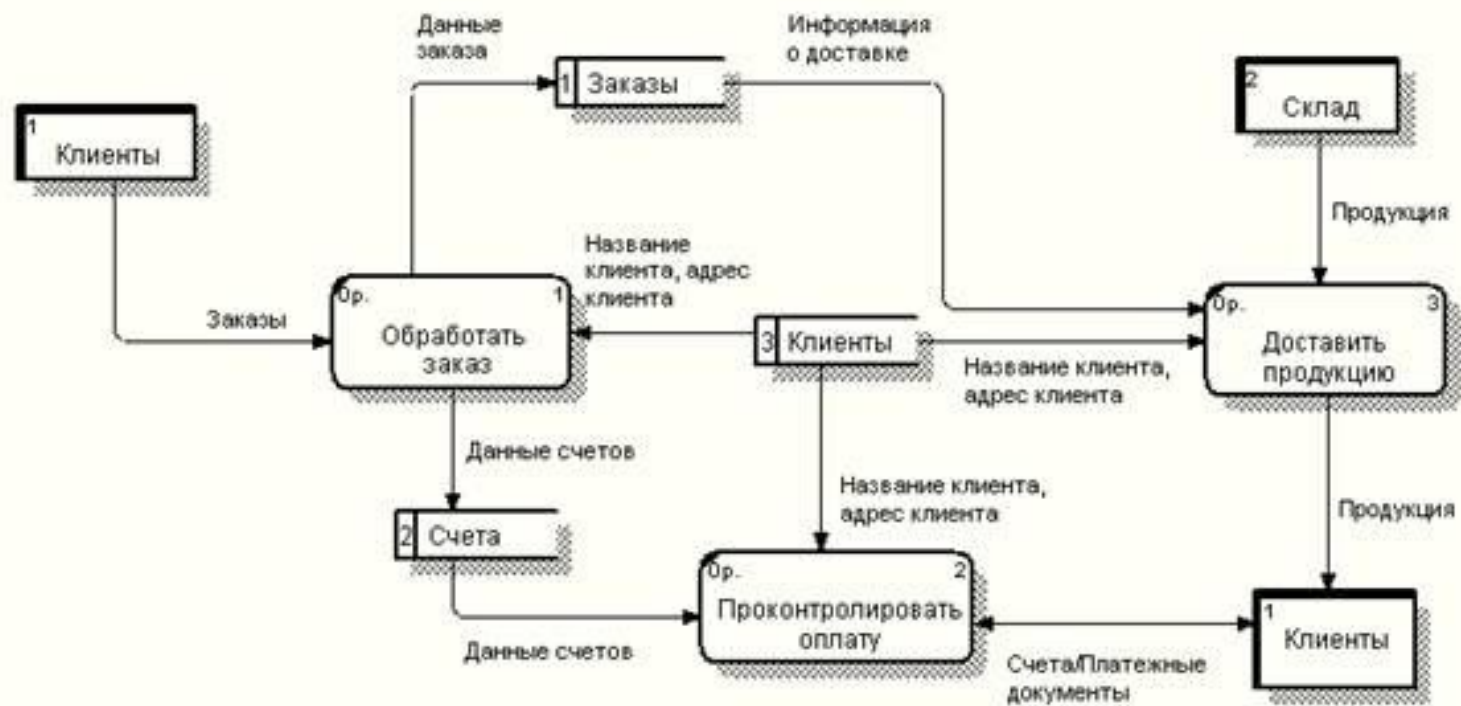 Данные
заказа
Информация
о доставке
1 Заказы
2
Склад
1
Клиенты
Продукция
Название
клиента, адрес
клиента
0р. 1
Обработать
заказ
Заказы
3 Клиенты
0р. 3
Доставить
продукцию
Название клиента,
адрес клиента
Данные счетов
Название клиента,
адрес клиента
Продукция
2 Счета
0р. 2
Проконтролировать
оплату
1
Клиенты
Данные счетов
Счета/Платежные
документы